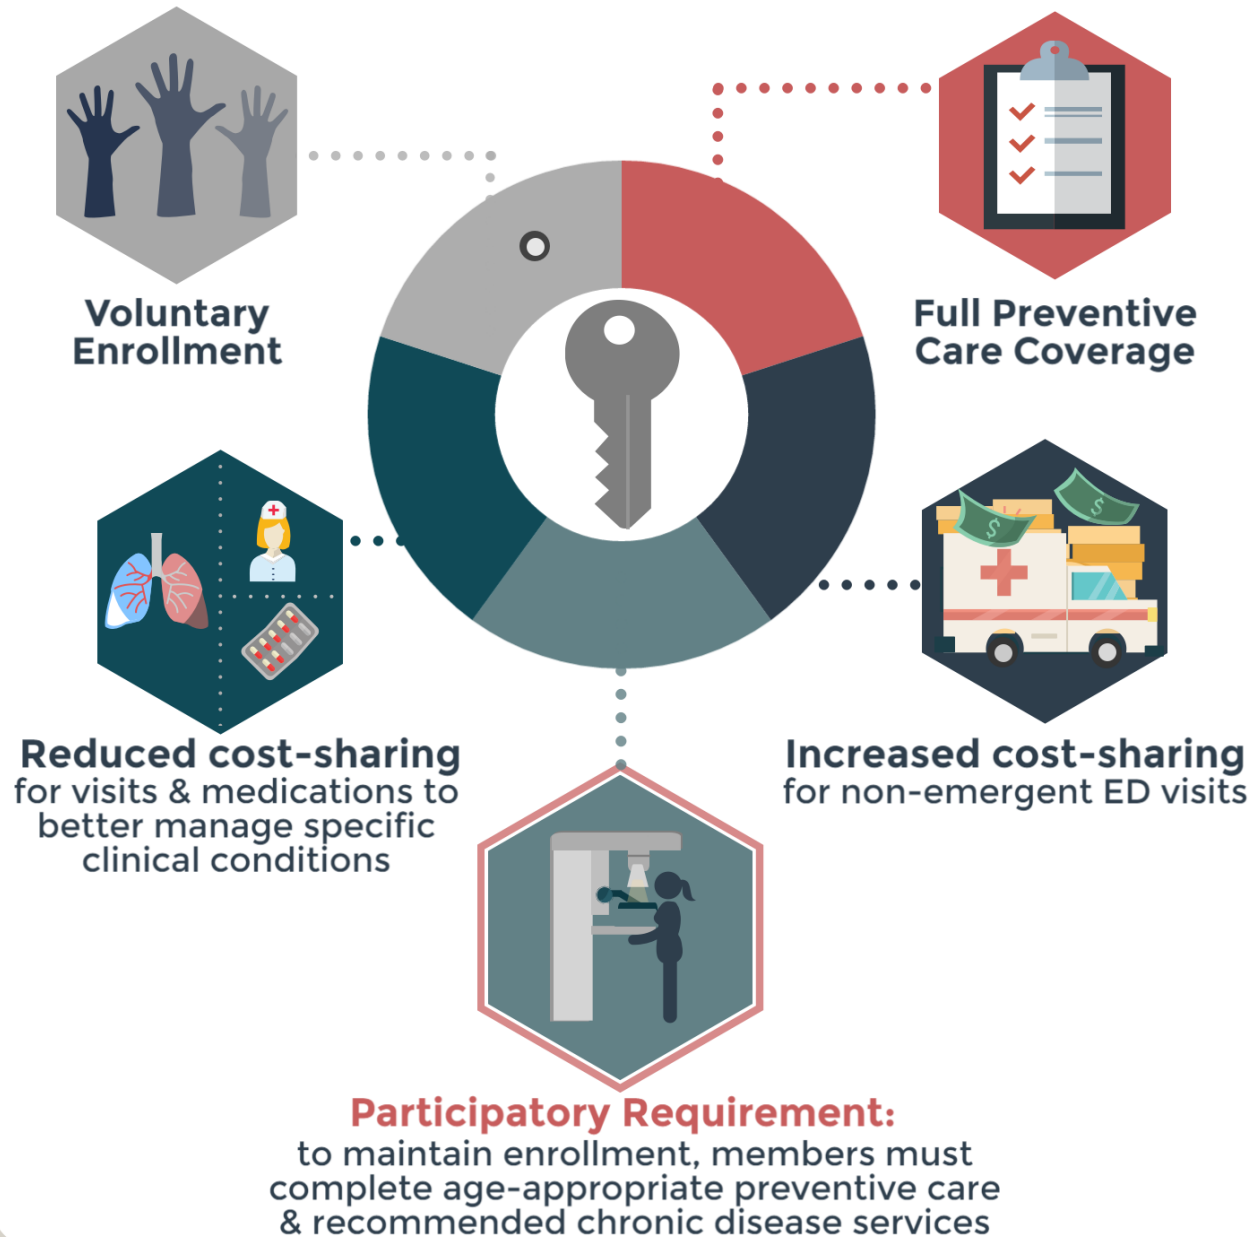 Voluntary
Enrollment
Full Preventive
Care Coverage
Reduced cost-sharing
for visits & medications to
better manage specific
clinical conditions
Increased cost-sharing
for non-emergent ED visits
$
$
Participatory Requirement:
to maintain enrollment, members must
complete age-appropriate preventive care
& recommended chronic disease services